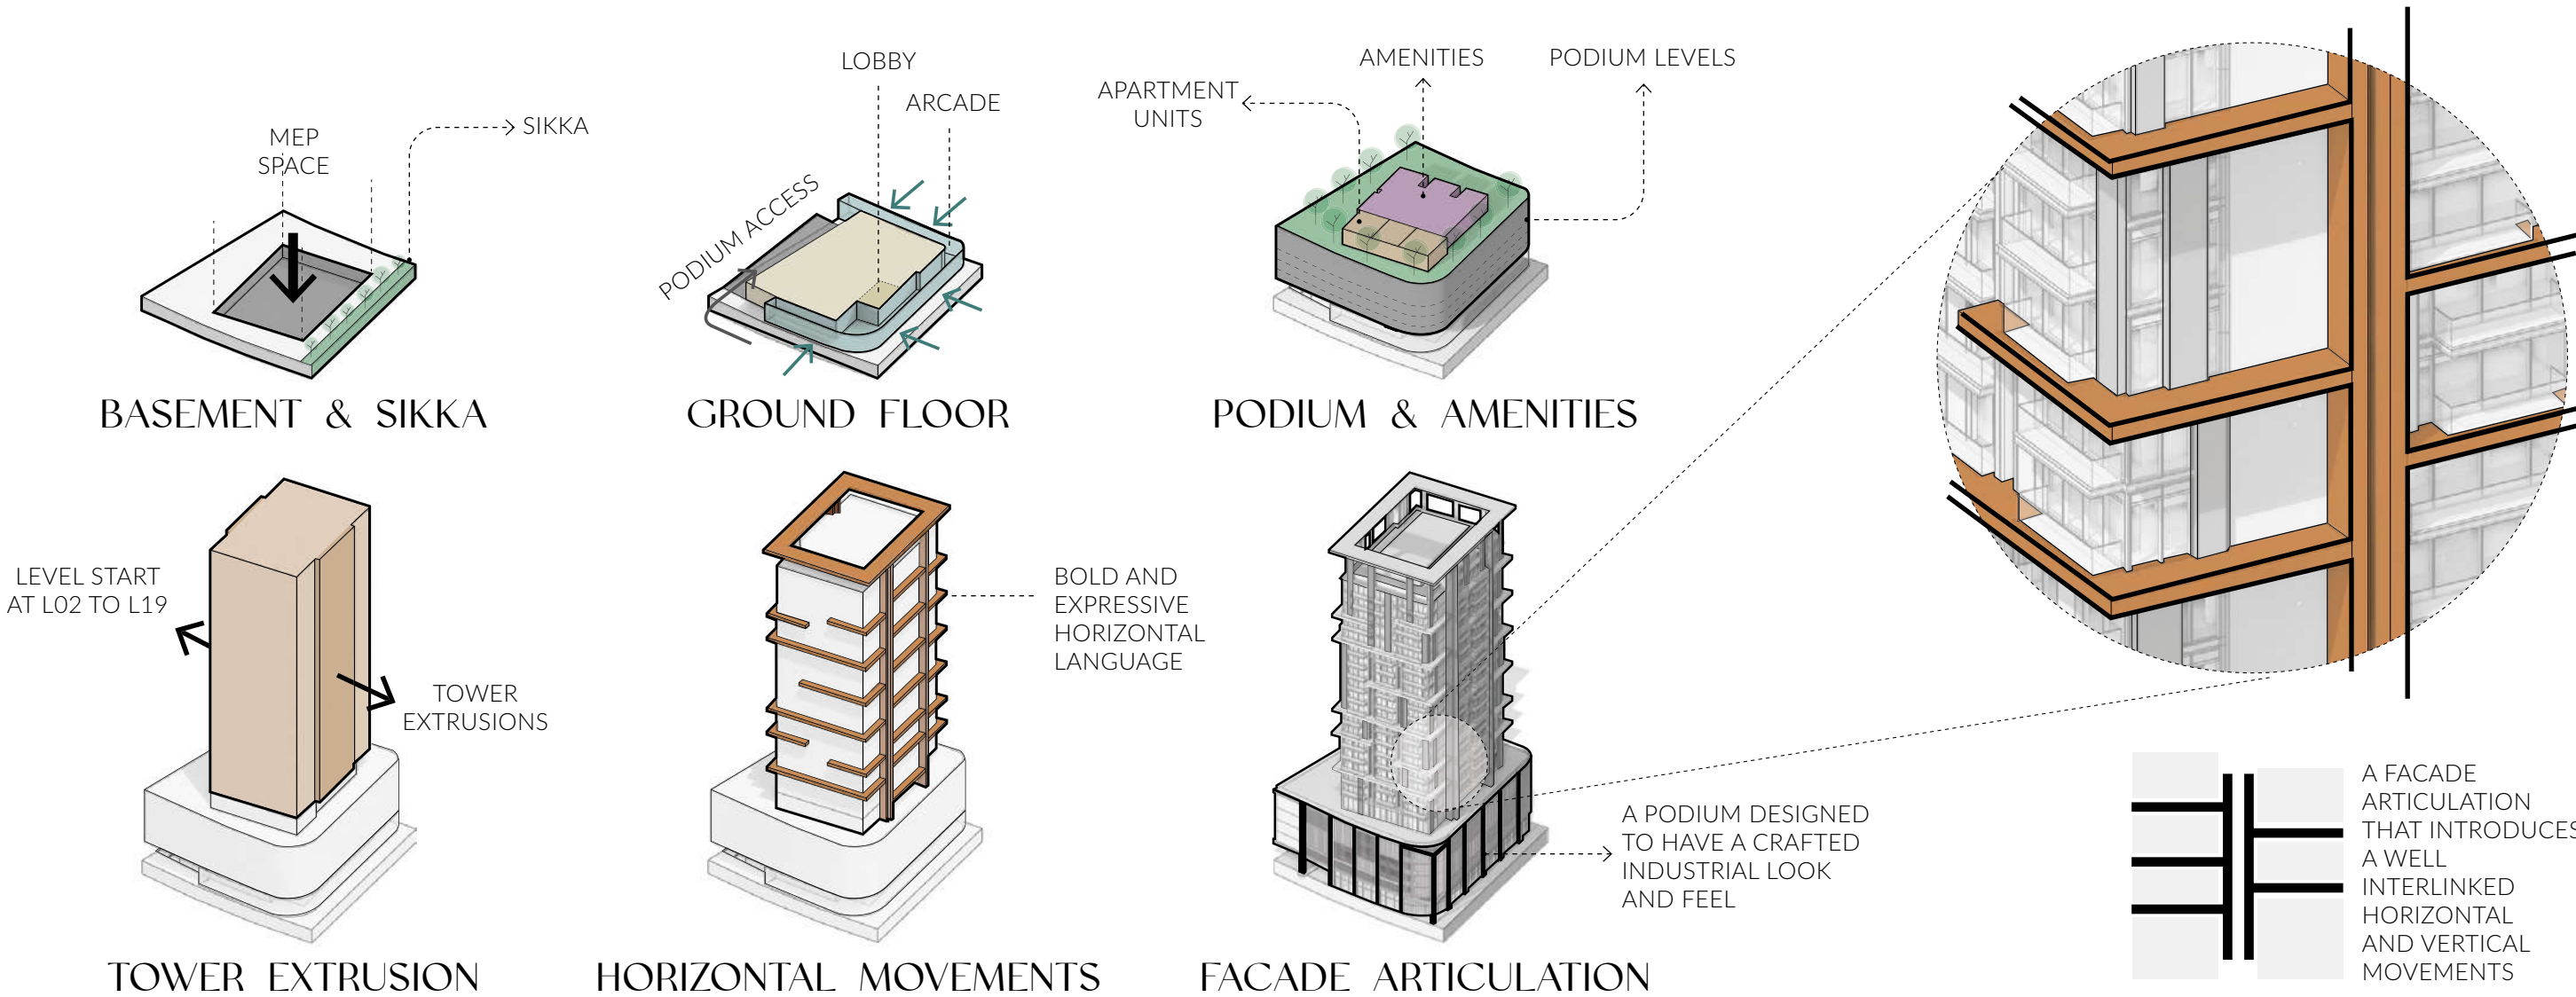 MEP
SPACE
SIKKA
BASEMENT & SIKKA
LOBBY
ARCADE
PODIUM ACCESS
GROUND FLOOR
APARTMENT
UNITS
AMENITIES
PODIUM LEVELS
PODIUM & AMENITIES
LEVEL START
AT L02 TO L19
TOWER
EXTRUSIONS
TOWER EXTRUSION
BOLD AND
EXPRESSIVE
HORIZONTAL
LANGUAGE
HORIZONTAL MOVEMENTS
A PODIUM DESIGNED
TO HAVE A CRAFTED
INDUSTRIAL LOOK
AND FEEL
FACADE ARTICULATION
A FACADE
ARTICULATION
THAT INTRODUCES
A WELL
INTERLINKED
HORIZONTAL
AND VERTICAL
MOVEMENTS